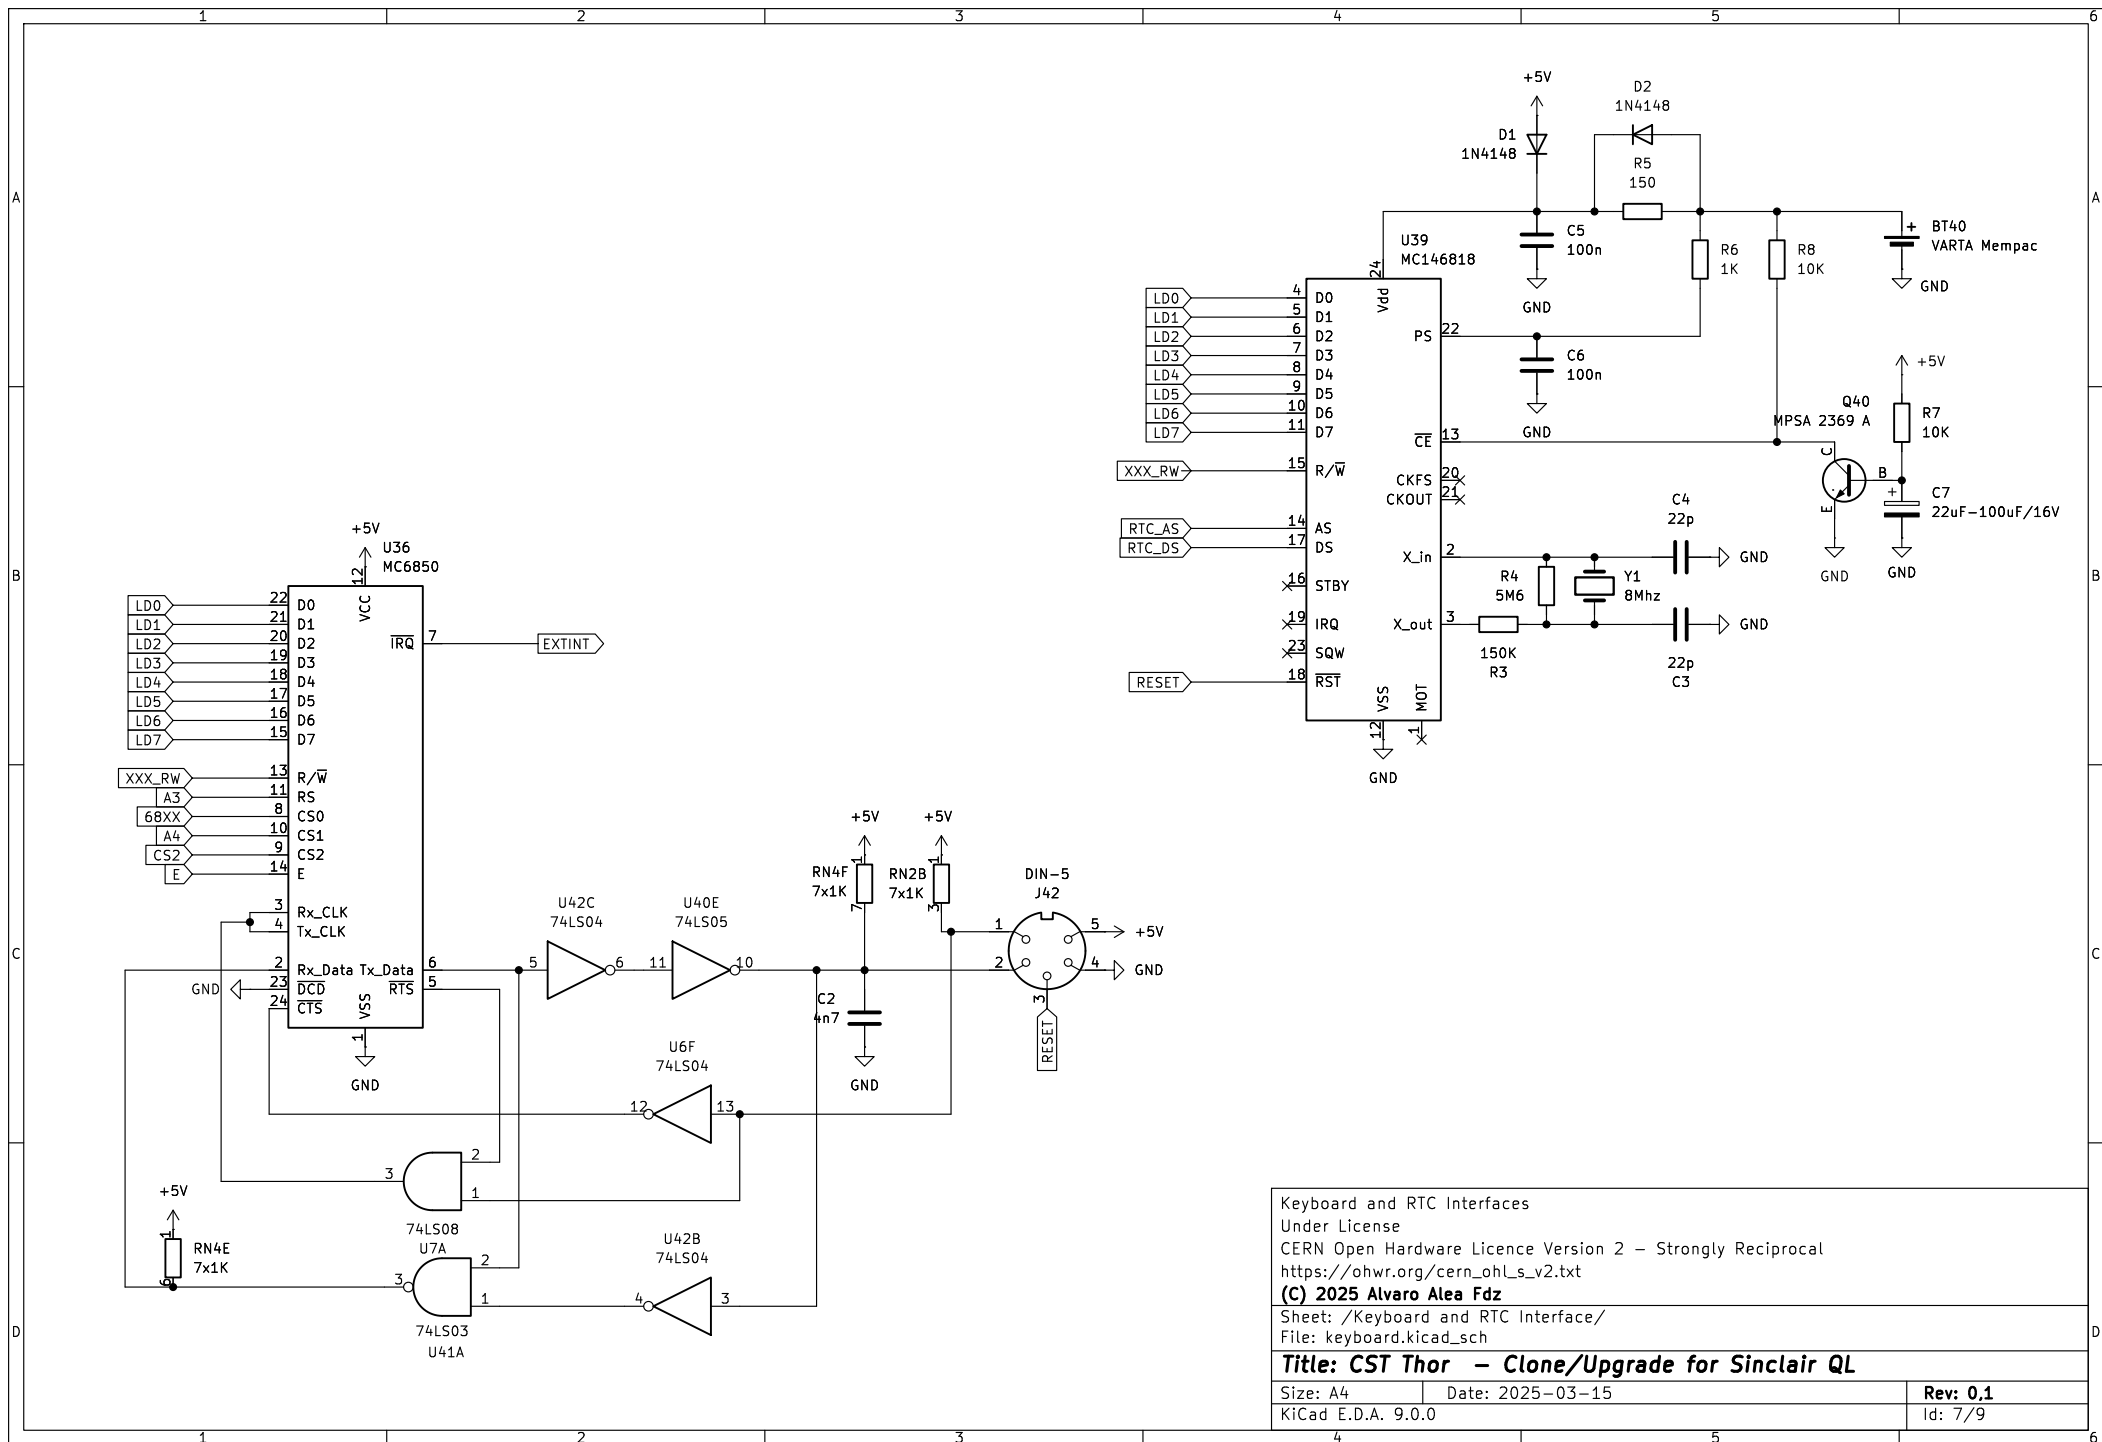 1 2 3 4 5 6
A
B
C
D
A
B
C
D
1 2 3 4 5 6
+5V
D1
1N4148
D2
1N4148
R5
150
C5
100n
GND
R6
1K
R8
10K
+
BT40
VARTA Mempac
GND
U39
MC146818
24
Vdd
LD0 4 D0
LD1 5 D1
LD2 6 D2
LD3 7 D3
LD4 8 D4
LD5 9 D5
LD6 10 D6
LD7 11 D7
XXX_RW 15 R/W
RTC_AS 14 AS
RTC_DS 17 DS
16 STBY
19 IRQ
23 SQW
RESET 18 RST
PS 22
CE 13
CKFS 20
CKOUT 21
X_in 2
X_out 3
VSS
12
MOT
1
GND
C6
100n
GND
+5V
Q40
MPSA 2369 A
C
B
E
R7
10K
+
C7
22uF-100uF/16V
GND
GND
C4
22p
GND
R4
5M6
Y1
8Mhz
150K
R3
22p
C3
GND
+5V
U36
MC6850
12
VCC
LD0 22 D0
LD1 21 D1
LD2 20 D2
LD3 19 D3
LD4 18 D4
LD5 17 D5
LD6 16 D6
LD7 15 D7
XXX_RW 13 R/W
A3 11 RS
68XX 8 CS0
A4 10 CS1
CS2 9 CS2
E 14 E
3 Rx_CLK
4 Tx_CLK
2 Rx_Data
GND 23 DCD
24 CTS
IRQ 7 EXTINT
Tx_Data 6
RTS 5
VSS
1
GND
U42C
74LS04
5 6
U40E
74LS05
11 10
+5V
1
RN4F
7x1K
7
+5V
1
RN2B
7x1K
3
C2
4n7
GND
DIN-5
J42
1 5 +5V
2 4 GND
3
RESET
U6F
74LS04
12 13
3 2
1
74LS08
U7A
+5V
1
RN4E
7x1K
6
3 2
1
74LS03
U41A
U42B
74LS04
4 3
Keyboard and RTC Interfaces
Under License
CERN Open Hardware Licence Version 2 - Strongly Reciprocal
https://ohwr.org/cern_ohl_s_v2.txt
(C) 2025 Alvaro Alea Fdz
Sheet: /Keyboard and RTC Interface/
File: keyboard.kicad_sch
Title: CST Thor - Clone/Upgrade for Sinclair QL
Size: A4 Date: 2025-03-15 Rev: 0,1
KiCad E.D.A. 9.0.0 Id: 7/9